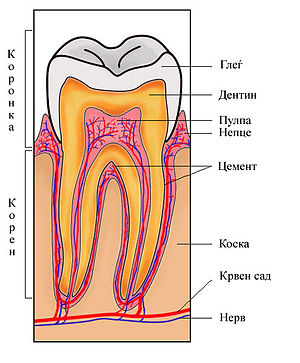 Коронка
Корен
Глеѓ
Дентин
Пулпа
Непце
Цемент
Коска
Крвен сад
Нерв